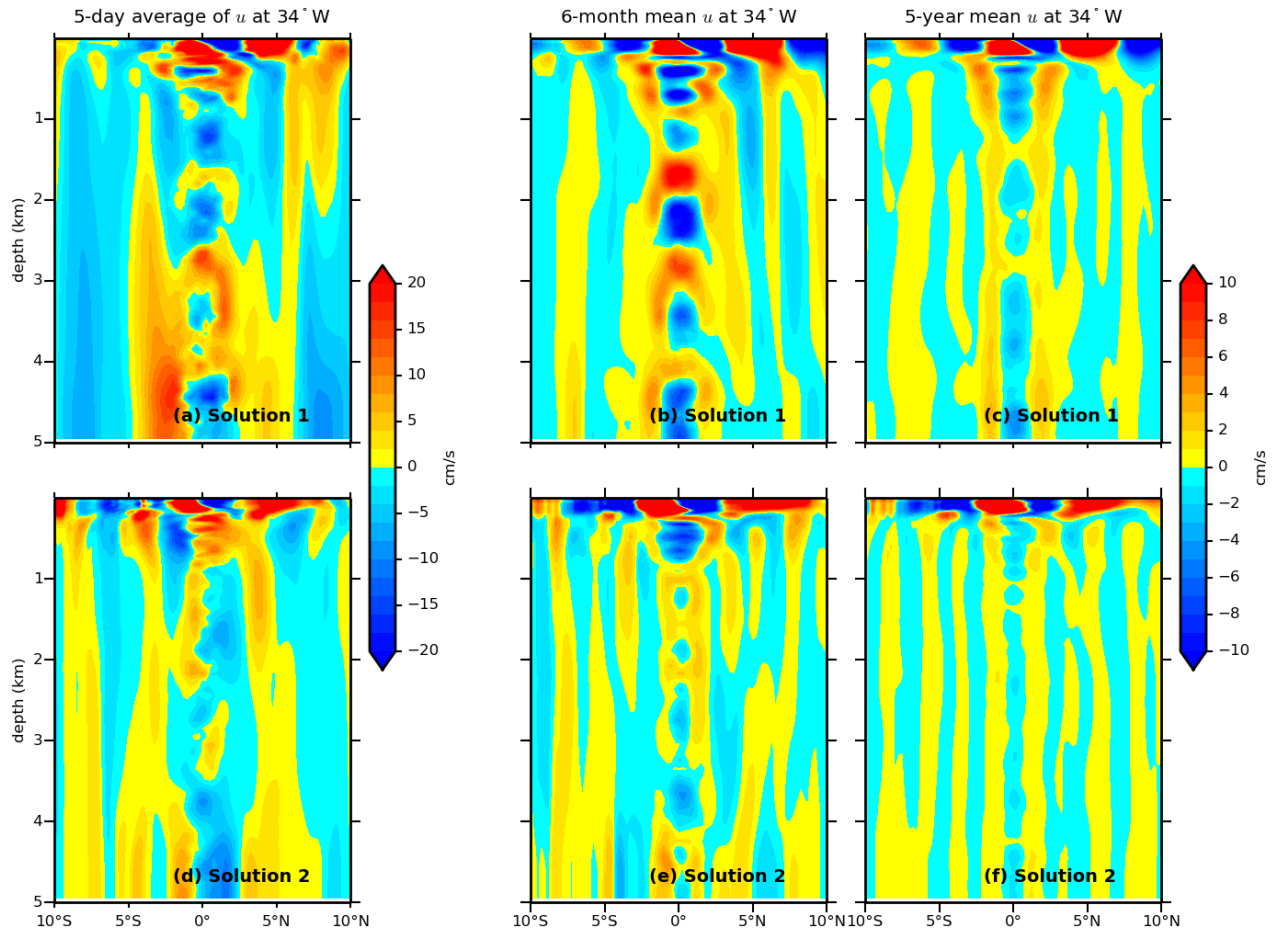 5-day average of u at 34°W
6-month mean u at 34°W
5-year mean u at 34°W
depth (km)
1
2
3
4
5
(a) Solution 1
(b) Solution 1
(c) Solution 1
20
15
10
5
0
−5
−10
−15
−20
cm/s
10
8
6
4
2
0
−2
−4
−6
−8
−10
cm/s
depth (km)
1
2
3
4
5
(d) Solution 2
(e) Solution 2
(f) Solution 2
10°S 5°S 0° 5°N 10°N
10°S 5°S 0° 5°N 10°N
10°S 5°S 0° 5°N 10°N